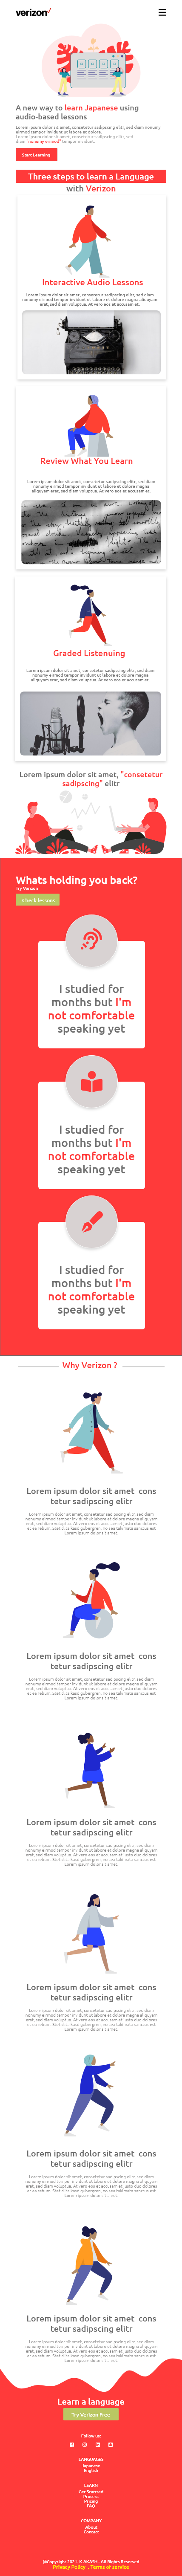 verizon✓
A new way to learn Japanese using
audio-based lessons
Lorem ipsum dolor sit amet, consetetur sadipscing elitr, sed diam nonumy
eirmod tempor invidunt ut labore et dolore.
Lorem ipsum dolor sit amet, consetetur sadipscing elitr, sed
diam "nonumy eirmod" tempor invidunt.
Start Learning
Three steps to learn a Language
with Verizon
Interactive Audio Lessons
Lorem ipsum dolor sit amet, consetetur sadipscing elitr, sed diam
nonumy eirmod tempor invidunt ut labore et dolore magna aliquyam
erat, sed diam voluptua. At vero eos et accusam et.
Review What You Learn
Lorem ipsum dolor sit amet, consetetur sadipscing elitr, sed diam
nonumy eirmod tempor invidunt ut labore et dolore magna
aliquyam erat, sed diam voluptua. At vero eos et accusam et.
Graded Listenuing
Lorem ipsum dolor sit amet, consetetur sadipscing elitr, sed diam
nonumy eirmod tempor invidunt ut labore et dolore magna
aliquyam erat, sed diam voluptua. At vero eos et accusam et.
Lorem ipsum dolor sit amet, "consetetur
sadipscing" elitr
Whats holding you back?
Try Verizon
Check lessons
I studied for
months but I'm
not comfortable
speaking yet
I studied for
months but I'm
not comfortable
speaking yet
I studied for
months but I'm
not comfortable
speaking yet
Why Verizon ?
Lorem ipsum dolor sit amet cons
tetur sadipscing elitr
Lorem ipsum dolor sit amet, consetetur sadipscing elitr, sed diam
nonumy eirmod tempor invidunt ut labore et dolore magna aliquyam
erat, sed diam voluptua. At vero eos et accusam et justo duo dolores
et ea rebum. Stet clita kasd gubergren, no sea takimata sanctus est
Lorem ipsum dolor sit amet.
Lorem ipsum dolor sit amet cons
tetur sadipscing elitr
Lorem ipsum dolor sit amet, consetetur sadipscing elitr, sed diam
nonumy eirmod tempor invidunt ut labore et dolore magna aliquyam
erat, sed diam voluptua. At vero eos et accusam et justo duo dolores
et ea rebum. Stet clita kasd gubergren, no sea takimata sanctus est
Lorem ipsum dolor sit amet.
Lorem ipsum dolor sit amet cons
tetur sadipscing elitr
Lorem ipsum dolor sit amet, consetetur sadipscing elitr, sed diam
nonumy eirmod tempor invidunt ut labore et dolore magna aliquyam
erat, sed diam voluptua. At vero eos et accusam et justo duo dolores
et ea rebum. Stet clita kasd gubergren, no sea takimata sanctus est
Lorem ipsum dolor sit amet.
Lorem ipsum dolor sit amet cons
tetur sadipscing elitr
Lorem ipsum dolor sit amet, consetetur sadipscing elitr, sed diam
nonumy eirmod tempor invidunt ut labore et dolore magna aliquyam
erat, sed diam voluptua. At vero eos et accusam et justo duo dolores
et ea rebum. Stet clita kasd gubergren, no sea takimata sanctus est
Lorem ipsum dolor sit amet.
Lorem ipsum dolor sit amet cons
tetur sadipscing elitr
Lorem ipsum dolor sit amet, consetetur sadipscing elitr, sed diam
nonumy eirmod tempor invidunt ut labore et dolore magna aliquyam
erat, sed diam voluptua. At vero eos et accusam et justo duo dolores
et ea rebum. Stet clita kasd gubergren, no sea takimata sanctus est
Lorem ipsum dolor sit amet.
Lorem ipsum dolor sit amet cons
tetur sadipscing elitr
Lorem ipsum dolor sit amet, consetetur sadipscing elitr, sed diam
nonumy eirmod tempor invidunt ut labore et dolore magna aliquyam
erat, sed diam voluptua. At vero eos et accusam et justo duo dolores
et ea rebum. Stet clita kasd gubergren, no sea takimata sanctus est
Lorem ipsum dolor sit amet.
Learn a language
Try Verizon Free
Follow us:
LANGUAGES
Japanese
English
LEARN
Get Started
Process
Pricing
FAQ
COMPANY
About
Contact
@Copyright 2021- K.AKASH . All Rights Reserved
Privacy Policy . Terms of service